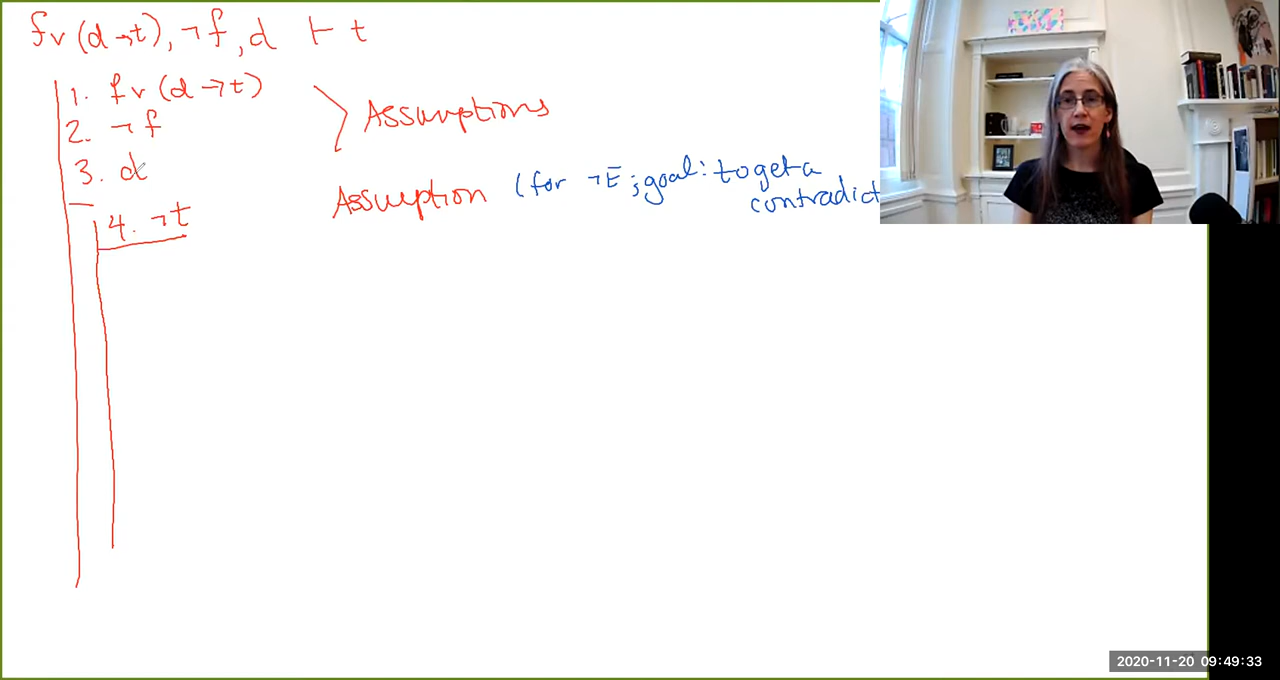 f v (d → t), ¬f, d ⊢ t
1. f v (d → t)
2. ¬f
Assumptions
3. d
Assumption (for ¬E; goal: to get a
contradict
4. ¬t
2020-11-20 09:49:33